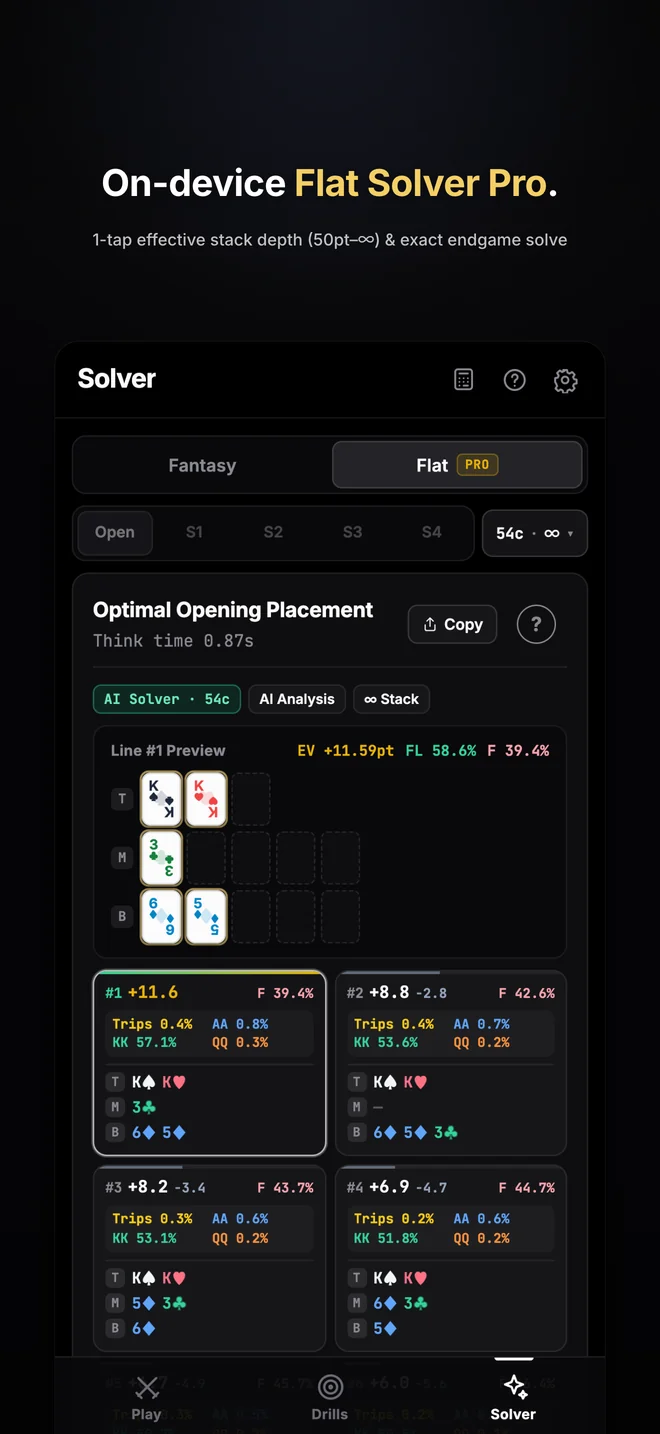 On-device Flat Solver Pro.
1-tap effective stack depth (50pt–∞) & exact endgame solve
Solver
Fantasy Flat PRO
Open S1 S2 S3 S4 54c · ∞ ▾
Optimal Opening Placement
Think time 0.87s
Copy ?
AI Solver · 54c AI Analysis ∞ Stack
Line #1 Preview EV +11.59pt FL 58.6% F 39.4%
T K♠ K♥
M 3♣
B 6♦ 5♦
#1 +11.6 F 39.4%
Trips 0.4% AA 0.8%
KK 57.1% QQ 0.3%
T K♠ K♥
M 3♣
B 6♦ 5♦
#2 +8.8 -2.8 F 42.6%
Trips 0.4% AA 0.7%
KK 53.6% QQ 0.2%
T K♠ K♥
M —
B 6♦ 5♦ 3♣
#3 +8.2 -3.4 F 43.7%
Trips 0.3% AA 0.6%
KK 53.1% QQ 0.2%
T K♠ K♥
M 5♦ 3♣
B 6♦
#4 +6.9 -4.7 F 44.7%
Trips 0.2% AA 0.6%
KK 51.8% QQ 0.2%
T K♠ K♥
M 6♦ 3♣
B 5♦
Play Drills Solver